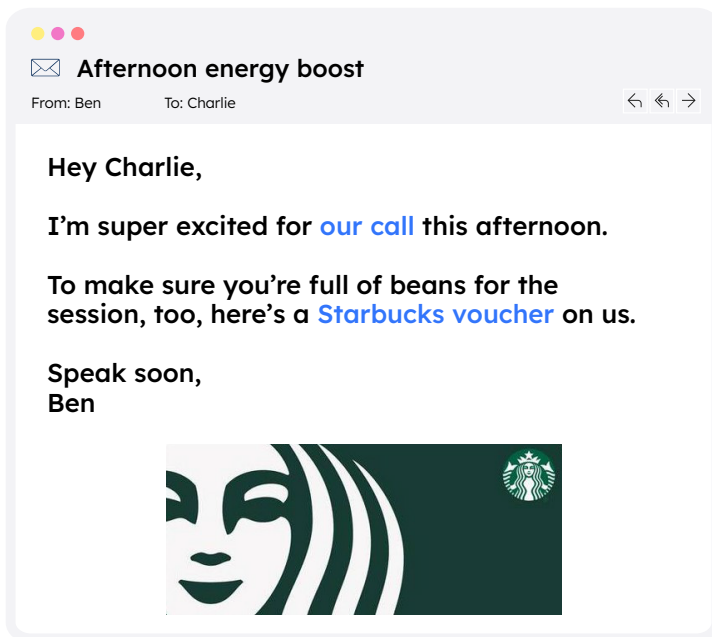 Afternoon energy boost
From: Ben To: Charlie
Hey Charlie,
I’m super excited for our call this afternoon.
To make sure you’re full of beans for the
session, too, here’s a Starbucks voucher on us.
Speak soon,
Ben